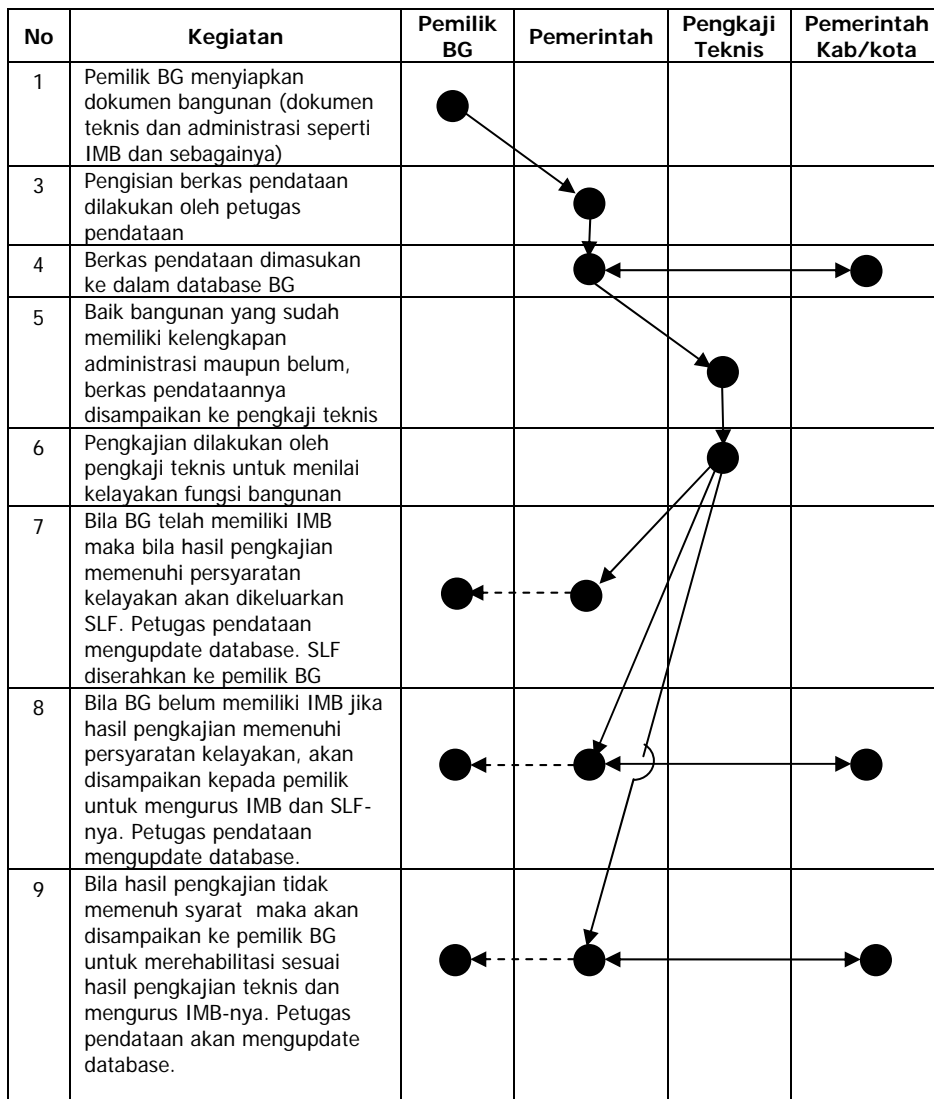 No
Kegiatan
Pemilik
BG
Pemerintah
Pengkaji
Teknis
Pemerintah
Kab/kota
1
Pemilik BG menyiapkan
dokumen bangunan (dokumen
teknis dan administrasi seperti
IMB dan sebagainya)
3
Pengisian berkas pendataan
dilakukan oleh petugas
pendataan
4
Berkas pendataan dimasukan
ke dalam database BG
5
Baik bangunan yang sudah
memiliki kelengkapan
administrasi maupun belum,
berkas pendataannya
disampaikan ke pengkaji teknis
6
Pengkajian dilakukan oleh
pengkaji teknis untuk menilai
kelayakan fungsi bangunan
7
Bila BG telah memiliki IMB
maka bila hasil pengkajian
memenuhi persyaratan
kelayakan akan dikeluarkan
SLF. Petugas pendataan
mengupdate database. SLF
diserahkan ke pemilik BG
8
Bila BG belum memiliki IMB jika
hasil pengkajian memenuhi
persyaratan kelayakan, akan
disampaikan kepada pemilik
untuk mengurus IMB dan SLF-
nya. Petugas pendataan
mengupdate database.
9
Bila hasil pengkajian tidak
memenuh syarat  maka akan
disampaikan ke pemilik BG
untuk merehabilitasi sesuai
hasil pengkajian teknis dan
mengurus IMB-nya. Petugas
pendataan akan mengupdate
database.